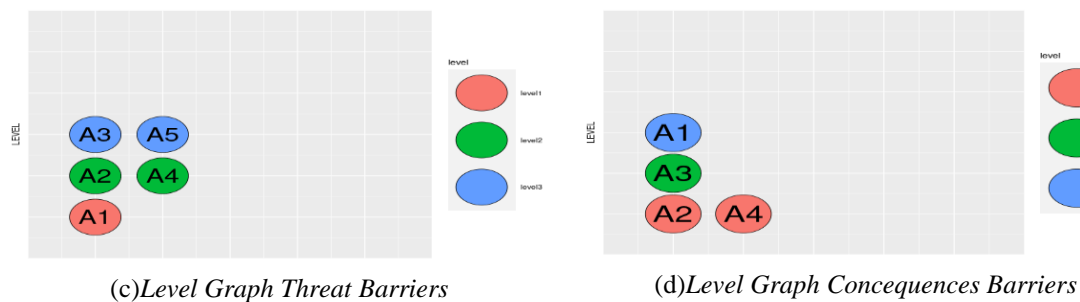 level
level1
level2
level3
LEVEL
A3 A5
A2 A4
A1
(c)Level Graph Threat Barriers
level
LEVEL
A1
A3
A2 A4
(d)Level Graph Concequences Barriers